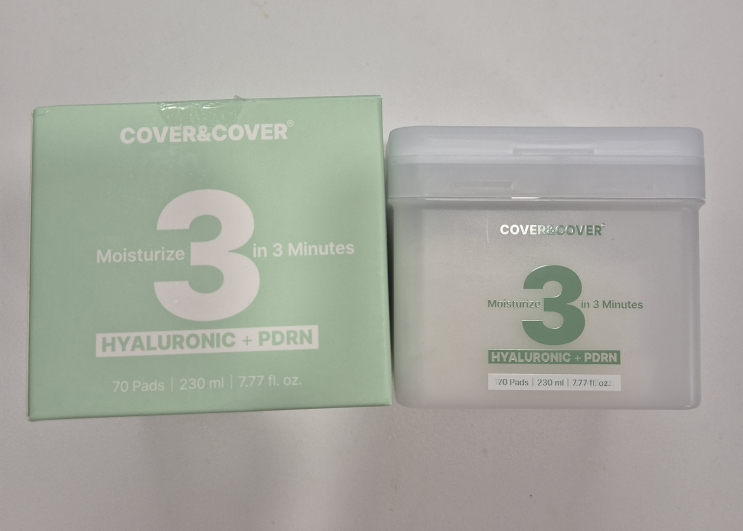 COVER&COVER®
Moisturize 3 in 3 Minutes
HYALURONIC + PDRN
70 Pads | 230 ml | 7.77 fl. oz.
COVER&COVER
Moisturize 3 in 3 Minutes
HYALURONIC + PDRN
70 Pads | 230 ml | 7.77 fl. oz.